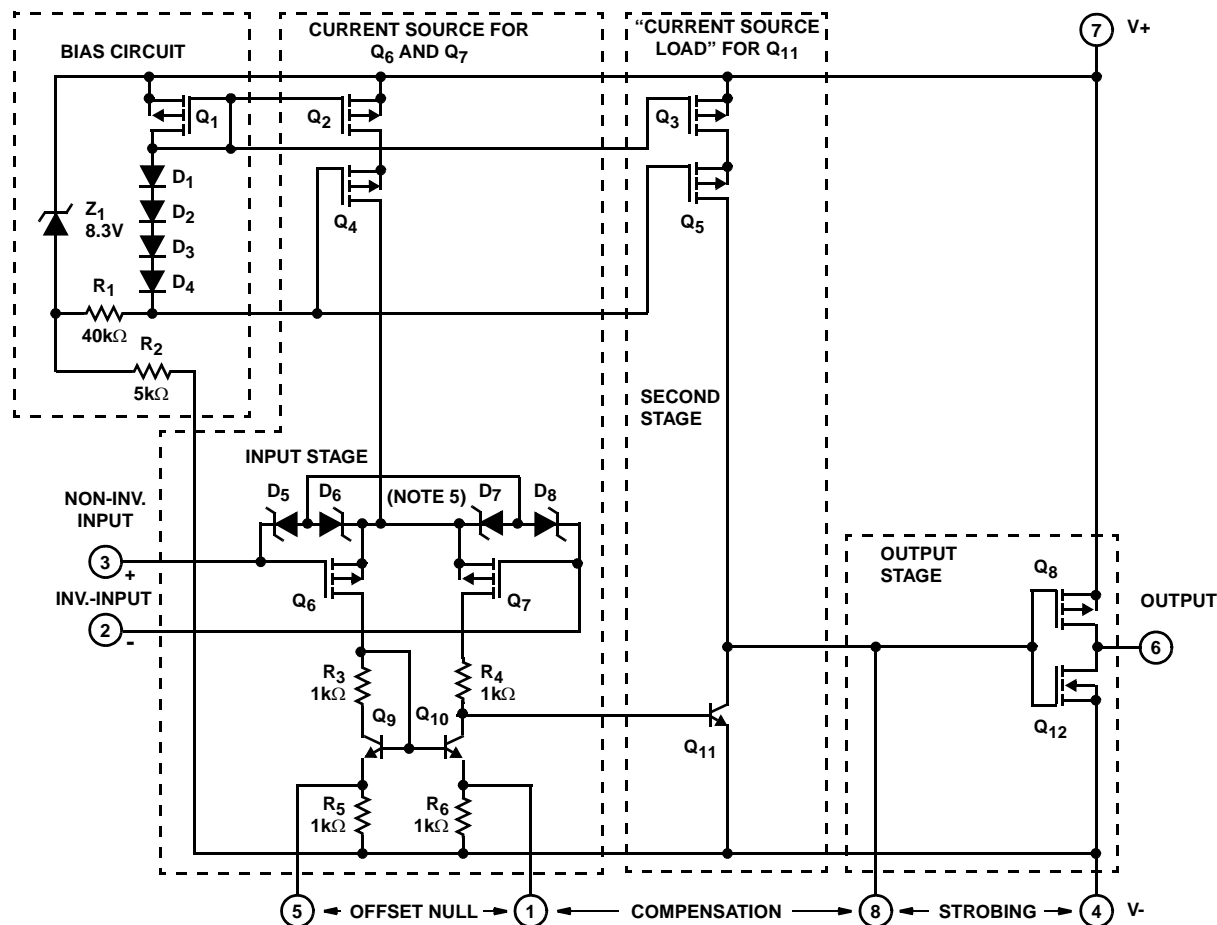 BIAS CIRCUIT
CURRENT SOURCE FOR
Q6 AND Q7
“CURRENT SOURCE
LOAD” FOR Q11
7
V+
Q1
Q2
Q3
D1
D2
D3
D4
Z1
8.3V
Q4
Q5
R1
40kΩ
R2
5kΩ
SECOND
STAGE
INPUT STAGE
D5
D6
(NOTE 5)
D7
D8
NON-INV.
INPUT
3
+
Q6
Q7
INV.-INPUT
2
-
OUTPUT
STAGE
Q8
OUTPUT
6
Q12
R3
1kΩ
R4
1kΩ
Q9
Q10
Q11
R5
1kΩ
R6
1kΩ
5
OFFSET NULL
1
COMPENSATION
8
STROBING
4
V-